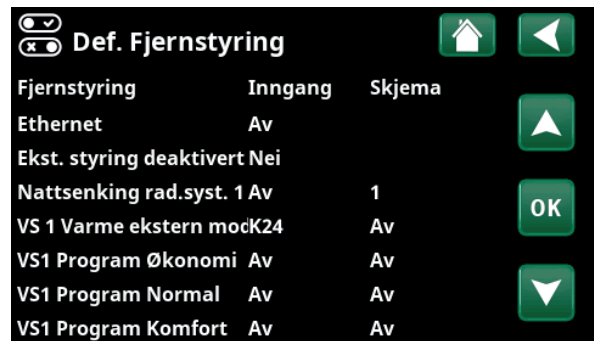 Def. Fjernstyring
Fjernstyring Inngang Skjema
Ethernet Av
Ekst. styring deaktivert Nei
Nattsenking rad.syst. 1 Av 1
OK
VS 1 Varme ekstern mod K24 Av
VS1 Program Økonomi Av Av
VS1 Program Normal Av Av
VS1 Program Komfort Av Av